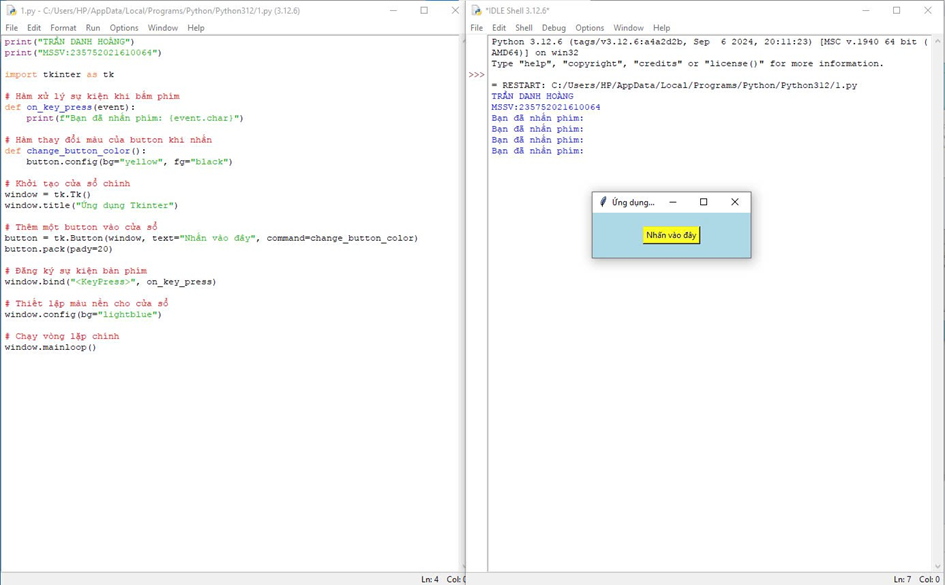 1.py - C:/Users/HP/AppData/Local/Programs/Python/Python312/1.py (3.12.6)
File Edit Format Run Options Window Help
print("TRẦN DANH HOÀNG")
print("MSSV:235752021610064")
import tkinter as tk
# Hàm xử lý sự kiện khi bấm phím
def on_key_press(event):
    print(f"Bạn đã nhấn phím: {event.char}")
# Hàm thay đổi màu của button khi nhấn
def change_button_color():
    button.config(bg="yellow", fg="black")
# Khởi tạo cửa sổ chính
window = tk.Tk()
window.title("Ứng dụng Tkinter")
# Thêm một button vào cửa sổ
button = tk.Button(window, text="Nhấn vào đây", command=change_button_color)
button.pack(pady=20)
# Đăng ký sự kiện bàn phím
window.bind("<KeyPress>", on_key_press)
# Thiết lập màu nền cho cửa sổ
window.config(bg="lightblue")
# Chạy vòng lặp chính
window.mainloop()
Ln: 4 Col: 0
*IDLE Shell 3.12.6*
File Edit Shell Debug Options Window Help
Python 3.12.6 (tags/v3.12.6:a4a2d2b, Sep  6 2024, 20:11:23) [MSC v.1940 64 bit (
AMD64)] on win32
Type "help", "copyright", "credits" or "license()" for more information.
>>>
= RESTART: C:/Users/HP/AppData/Local/Programs/Python/Python312/1.py
TRẦN DANH HOÀNG
MSSV:235752021610064
Bạn đã nhấn phím:
Bạn đã nhấn phím:
Bạn đã nhấn phím:
Bạn đã nhấn phím:
Ứng dụng...
Nhấn vào đây
Ln: 7 Col: 0